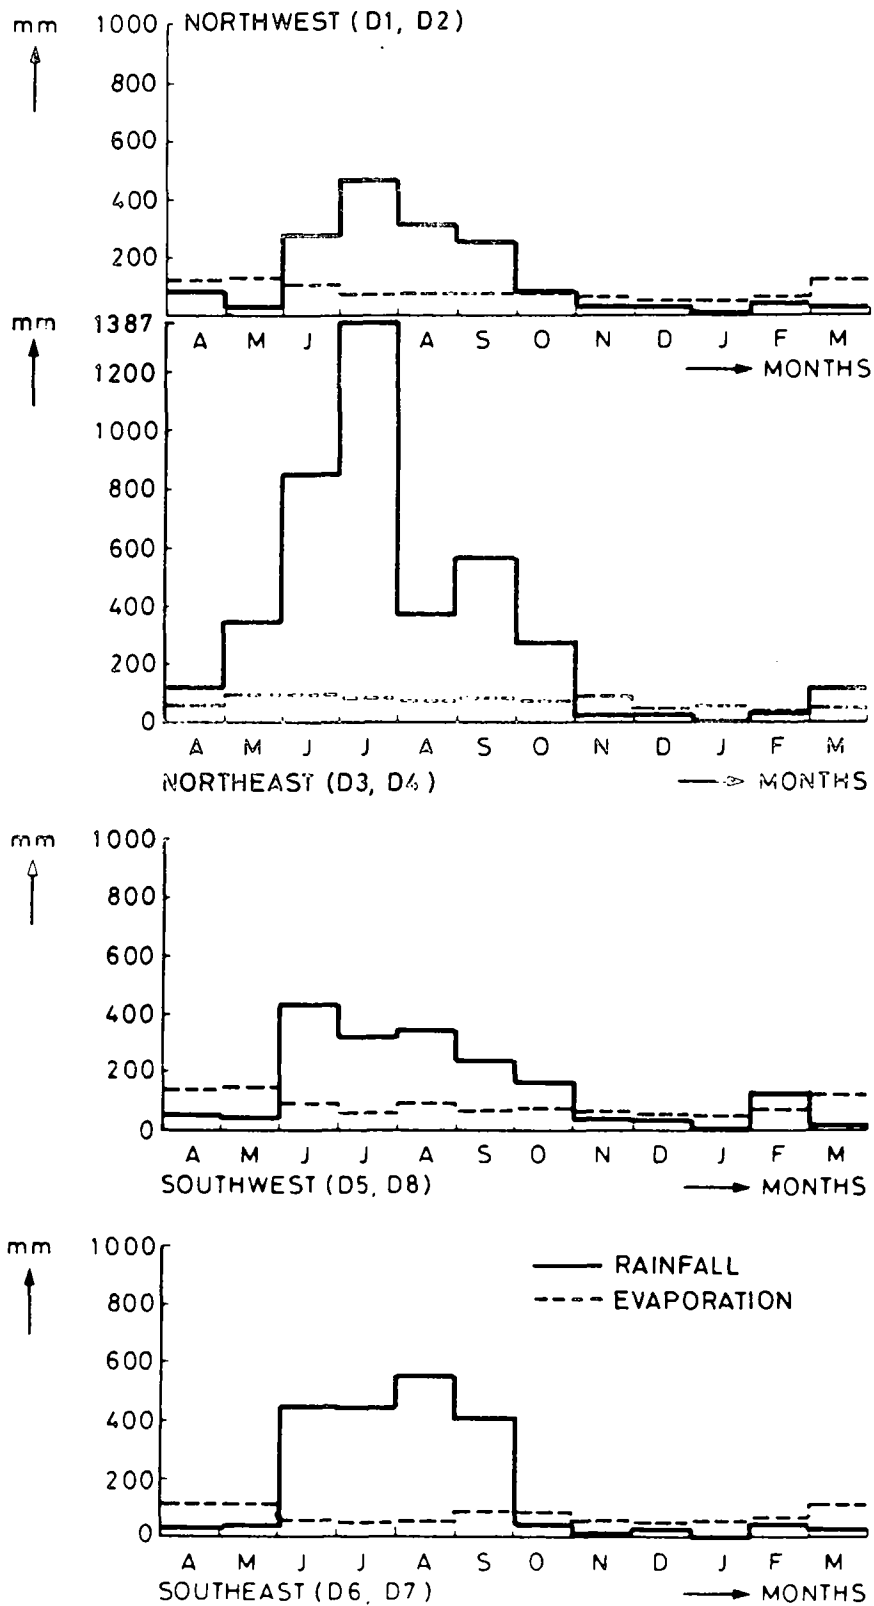 mm 1000 NORTHWEST (D1, D2)
800
600
400
200
mm 1387 A M J J A S O N D J F M
MONTHS
1200
1000
800
600
400
200
0
A M J J A S O N D J F M
NORTHEAST (D3, D4) MONTHS
mm 1000
800
600
400
200
0
A M J J A S O N D J F M
SOUTHWEST (D5, D8) MONTHS
mm 1000
RAINFALL
800 EVAPORATION
600
400
200
0
A M J J A S O N D J F M
SOUTHEAST (D6, D7) MONTHS